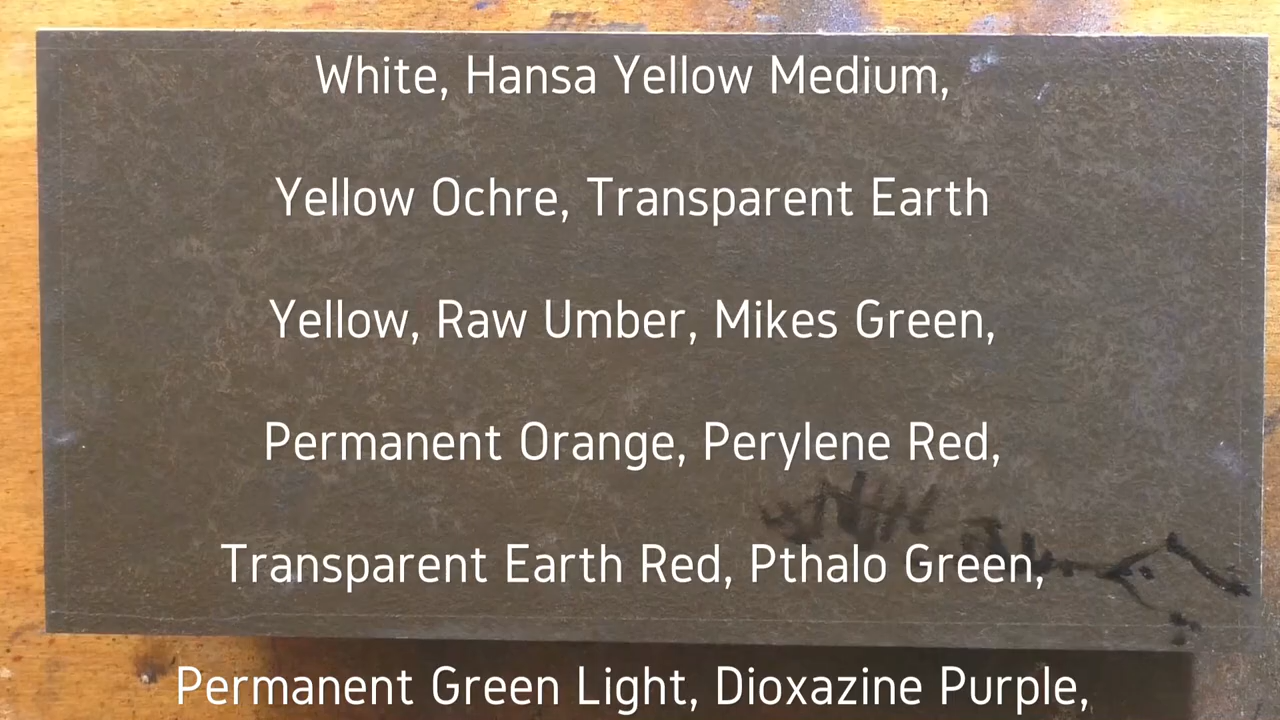 White, Hansa Yellow Medium,
Yellow Ochre, Transparent Earth
Yellow, Raw Umber, Mikes Green,
Permanent Orange, Perylene Red,
Transparent Earth Red, Pthalo Green,
Permanent Green Light, Dioxazine Purple,